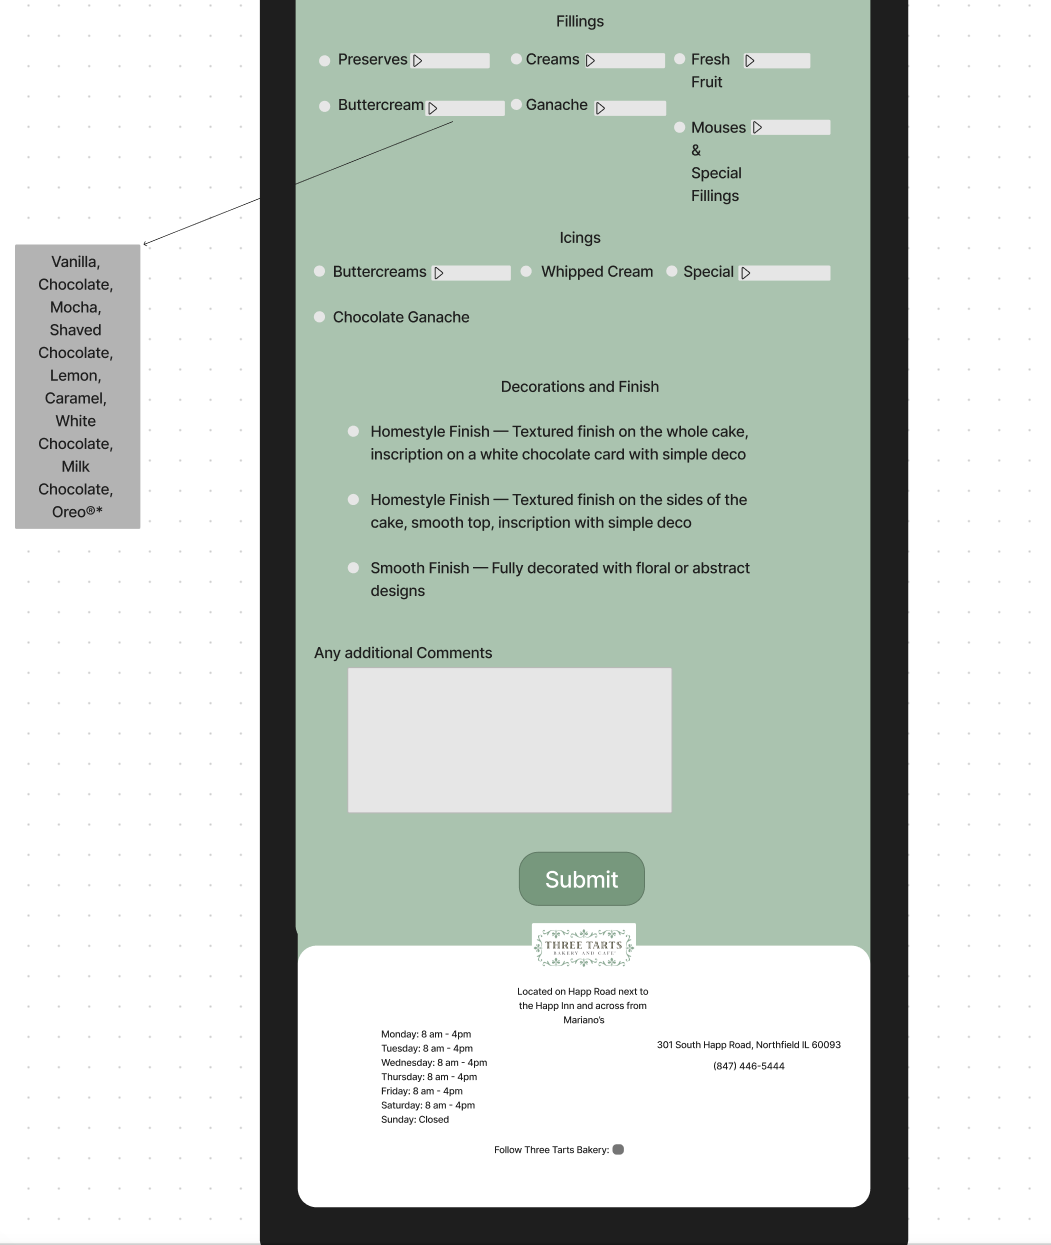 Fillings
Preserves
Creams
Fresh
Fruit
Buttercream
Ganache
Mouses
&
Special
Fillings
Icings
Buttercreams
Whipped Cream
Special
Chocolate Ganache
Vanilla,
Chocolate,
Mocha,
Shaved
Chocolate,
Lemon,
Caramel,
White
Chocolate,
Milk
Chocolate,
Oreo®*
Decorations and Finish
Homestyle Finish — Textured finish on the whole cake,
inscription on a white chocolate card with simple deco
Homestyle Finish — Textured finish on the sides of the
cake, smooth top, inscription with simple deco
Smooth Finish — Fully decorated with floral or abstract
designs
Any additional Comments
Submit
THREE TARTS
BAKERY AND CAFE
Located on Happ Road next to
the Happ Inn and across from
Mariano's
Monday: 8 am - 4pm
Tuesday: 8 am - 4pm
Wednesday: 8 am - 4pm
Thursday: 8 am - 4pm
Friday: 8 am - 4pm
Saturday: 8 am - 4pm
Sunday: Closed
301 South Happ Road, Northfield IL 60093
(847) 446-5444
Follow Three Tarts Bakery: